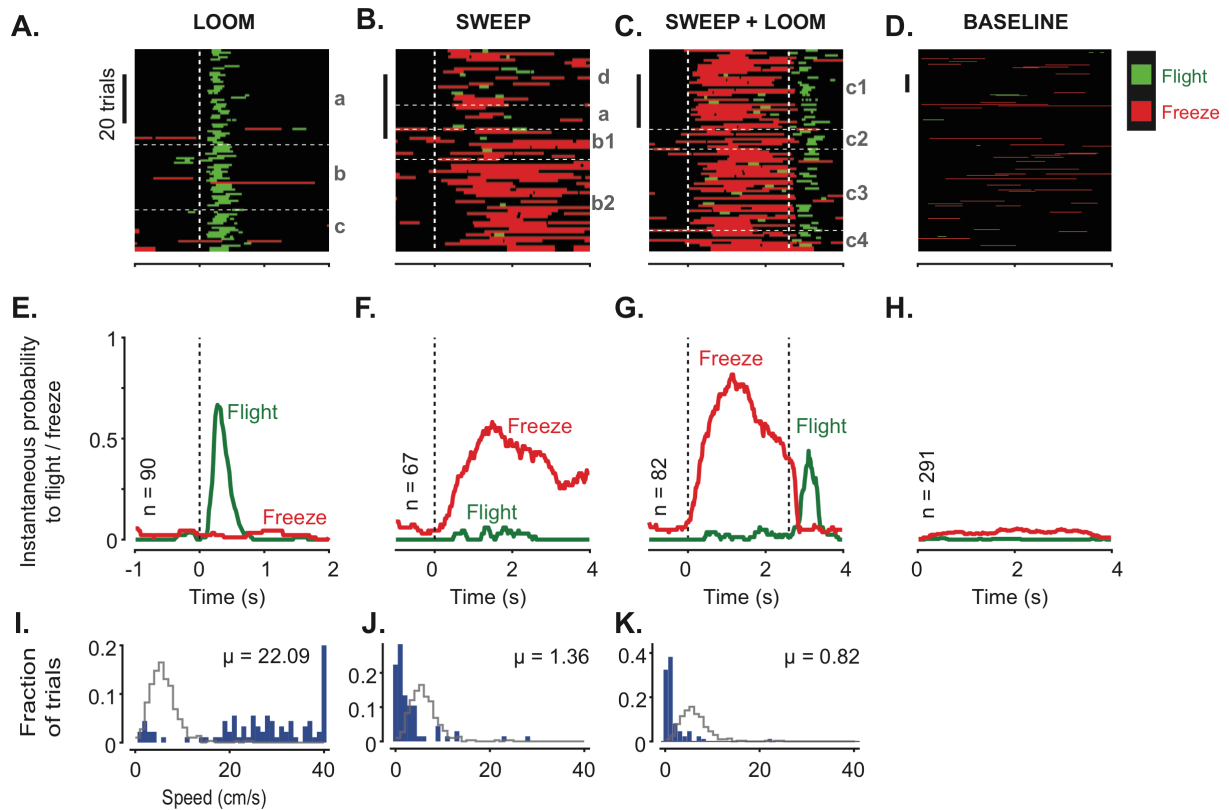 A. LOOM B. SWEEP C. SWEEP + LOOM D. BASELINE
20 trials
a
b
c
d
a
b1
b2
c1
c2
c3
c4
Flight
Freeze
E. F. G. H.
Instantaneous probability
to flight / freeze
1
0.5
0
n = 90
Flight
Freeze
-1 0 1 2
Time (s)
n = 67
Freeze
Flight
0 2 4
Time (s)
n = 82
Freeze
Flight
0 2 4
Time (s)
n = 291
0 2 4
Time (s)
I. J. K.
Fraction
of trials
0.2
0.1
0
µ = 22.09
0 20 40
Speed (cm/s)
0.2
0.1
0
µ = 1.36
0 20 40
0.4
0.2
0
µ = 0.82
0 20 40